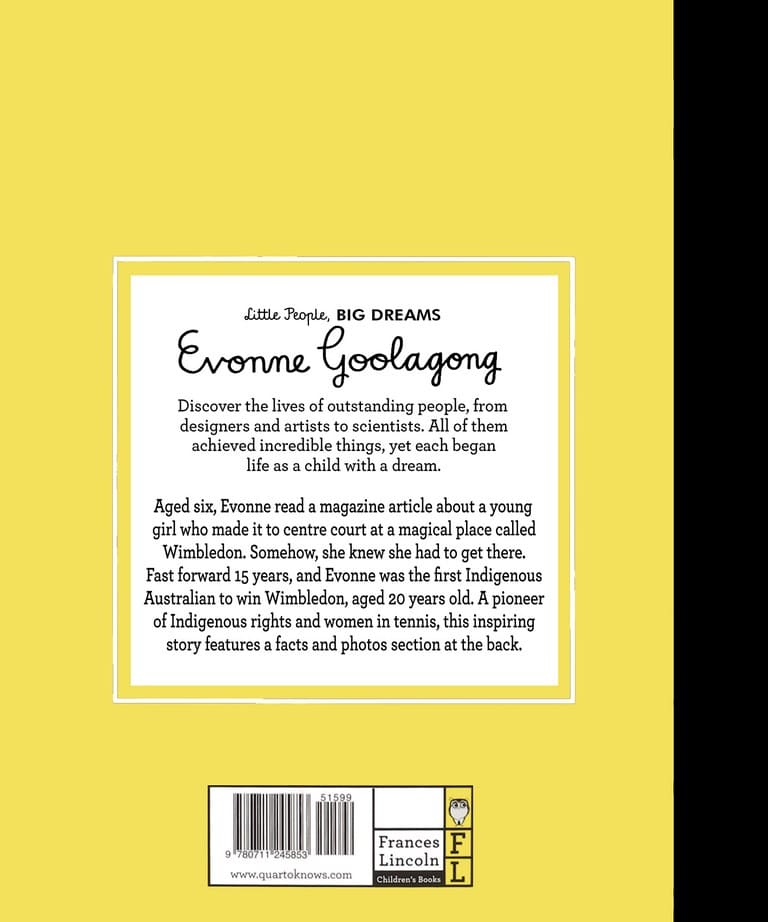 Little People, BIG DREAMS
Evonne Goolagong
Discover the lives of outstanding people, from
designers and artists to scientists. All of them
achieved incredible things, yet each began
life as a child with a dream.
Aged six, Evonne read a magazine article about a young
girl who made it to centre court at a magical place called
Wimbledon. Somehow, she knew she had to get there.
Fast forward 15 years, and Evonne was the first Indigenous
Australian to win Wimbledon, aged 20 years old. A pioneer
of Indigenous rights and women in tennis, this inspiring
story features a facts and photos section at the back.
51599
9 780711 245853
www.quartoknows.com
Frances
Lincoln
Children's Books
F
L